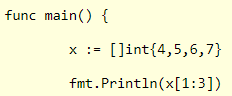 func main() {
x := []int{4,5,6,7}
fmt.Println(x[1:3])